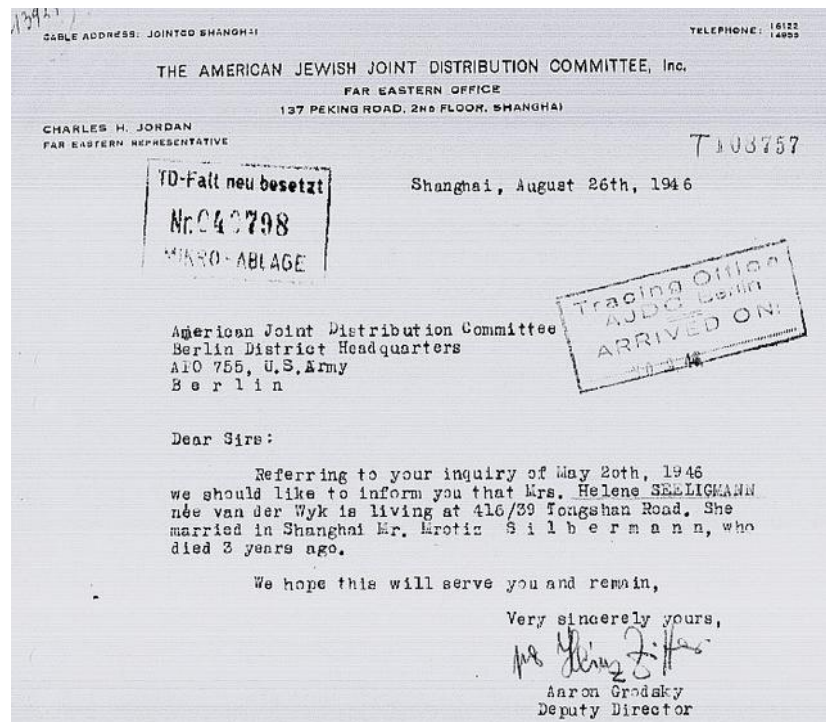 CABLE ADDRESS: JOINTCO SHANGHAI
TELEPHONE: 16122
14955
THE AMERICAN JEWISH JOINT DISTRIBUTION COMMITTEE, Inc.
FAR EASTERN OFFICE
137 PEKING ROAD, 2ND FLOOR, SHANGHAI
CHARLES H. JORDAN
FAR EASTERN REPRESENTATIVE
T108757
TD-Fall neu besetzt
MIKRO-ABLAGE
Shanghai, August 26th, 1946
Tracing Office
AJDC Berlin
ARRIVED ON:
American Joint Distribution Committee
Berlin District Headquarters
APO 755, U.S.Army
B e r l i n
Dear Sirs:
Referring to your inquiry of May 20th, 1946
we should like to inform you that Mrs. Helene SEELIGMANN
née van der Wyk is living at 416/39 Tongshan Road. She
married in Shanghai Mr. Mrotiz S i l b e r m a n n, who
died 3 years ago.
We hope this will serve you and remain,
Very sincerely yours,
Aaron Grodsky
Deputy Director